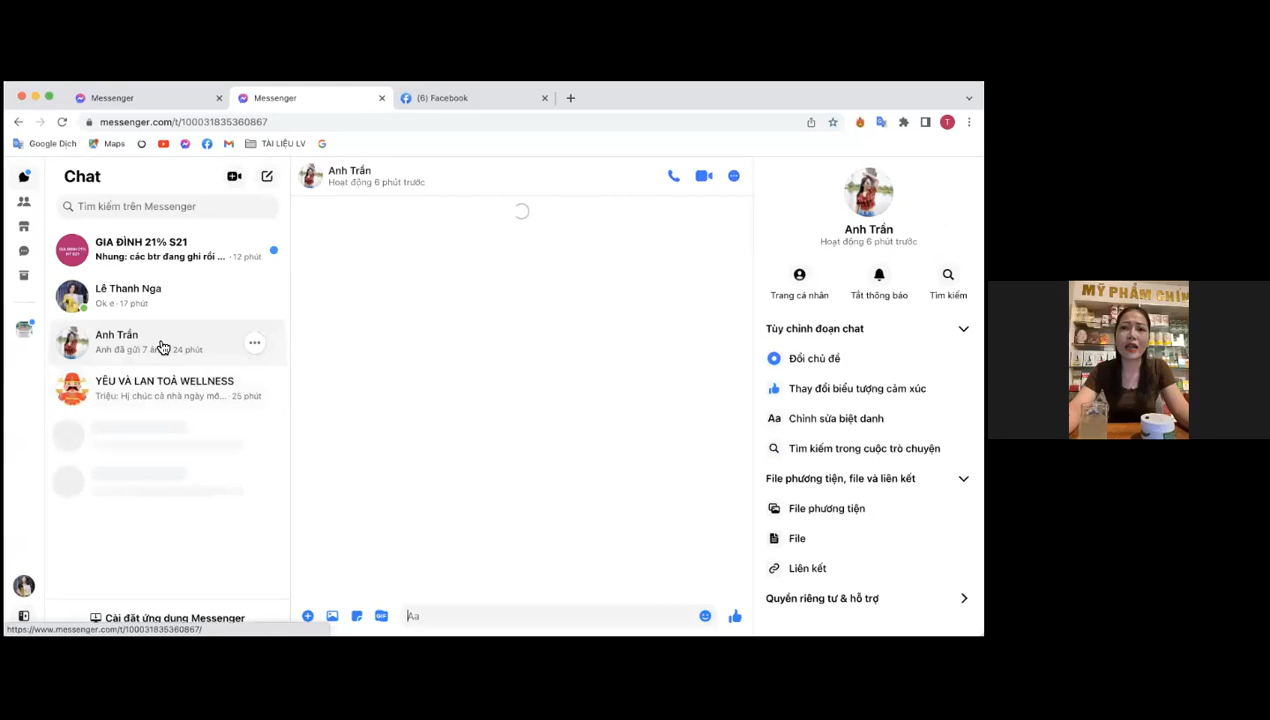 Messenger
Messenger
(6) Facebook
messenger.com/t/100031835360867
Google Dịch
Maps
TÀI LIỆU LV
Chat
Tìm kiếm trên Messenger
GIA ĐÌNH 21% S21
Nhung: các btr đang ghi rồi ... · 12 phút
Lê Thanh Nga
Ok e · 17 phút
Anh Trần
Anh đã gửi 7 ản · 24 phút
YÊU VÀ LAN TOẢ WELLNESS
Triệu: Hị chúc cả nhà ngày mớ... · 25 phút
Cài đặt ứng dụng Messenger
https://www.messenger.com/t/100031835360867/
Anh Trần
Hoạt động 6 phút trước
GIF
Aa
Anh Trần
Hoạt động 6 phút trước
Trang cá nhân
Tắt thông báo
Tìm kiếm
Tùy chỉnh đoạn chat
Đổi chủ đề
Thay đổi biểu tượng cảm xúc
Aa Chỉnh sửa biệt danh
Tìm kiếm trong cuộc trò chuyện
File phương tiện, file và liên kết
File phương tiện
File
Liên kết
Quyền riêng tư & hỗ trợ
MỸ PHẨM CHÍN